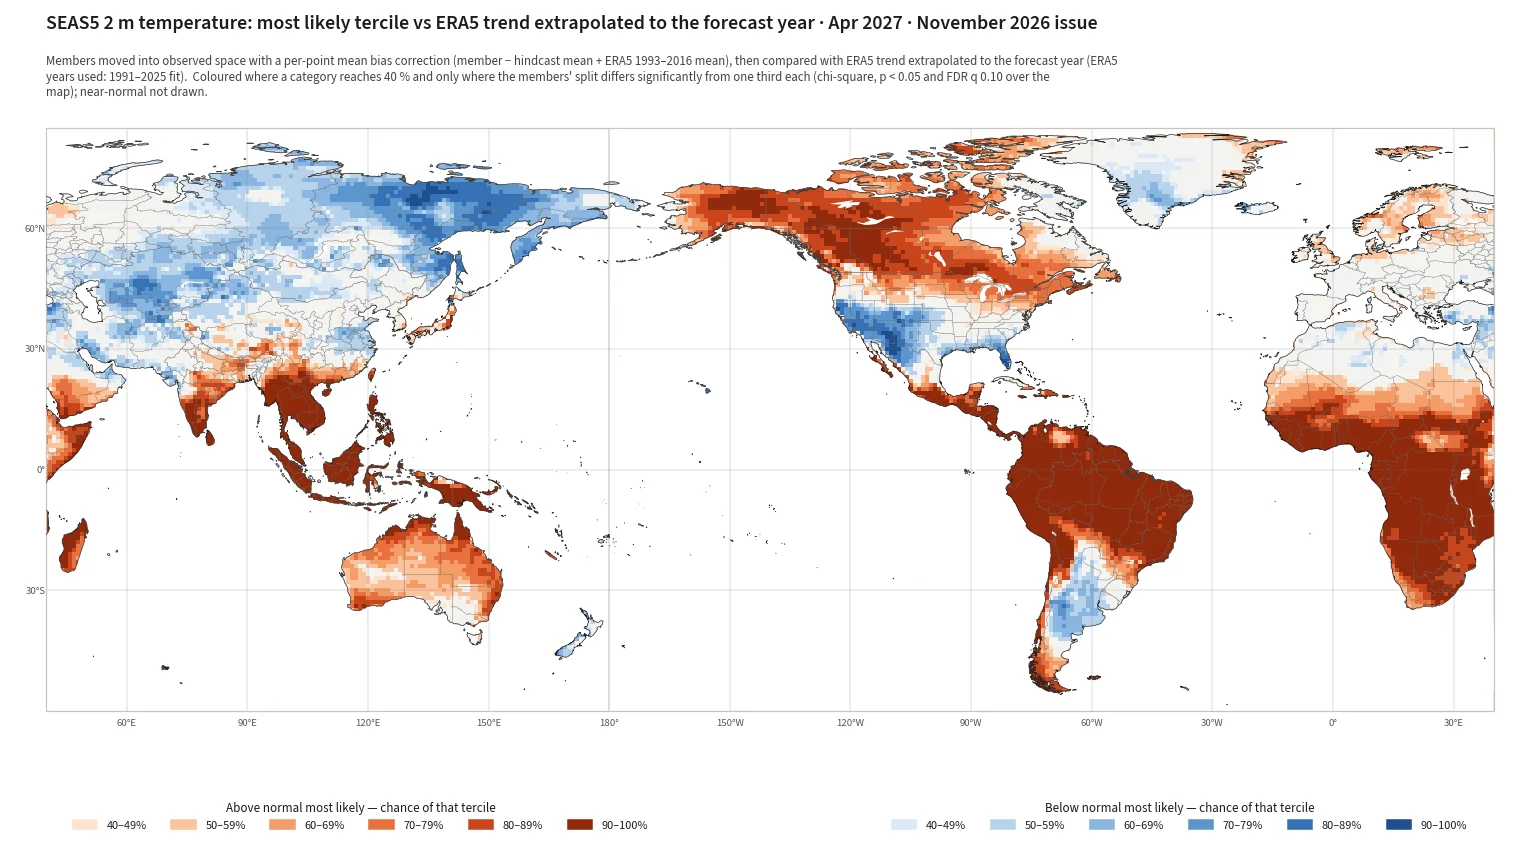 SEAS5 2 m temperature: most likely tercile vs ERA5 trend extrapolated to the forecast year · Apr 2027 · November 2026 issue
Members moved into observed space with a per-point mean bias correction (member − hindcast mean + ERA5 1993–2016 mean), then compared with ERA5 trend extrapolated to the forecast year (ERA5
years used: 1991–2025 fit). Coloured where a category reaches 40 % and only where the members' split differs significantly from one third each (chi-square, p < 0.05 and FDR q 0.10 over the
map); near-normal not drawn.
60°N
30°N
0°
30°S
60°E 90°E 120°E 150°E 180° 150°W 120°W 90°W 60°W 30°W 0° 30°E
Above normal most likely — chance of that tercile
40–49% 50–59% 60–69% 70–79% 80–89% 90–100%
Below normal most likely — chance of that tercile
40–49% 50–59% 60–69% 70–79% 80–89% 90–100%